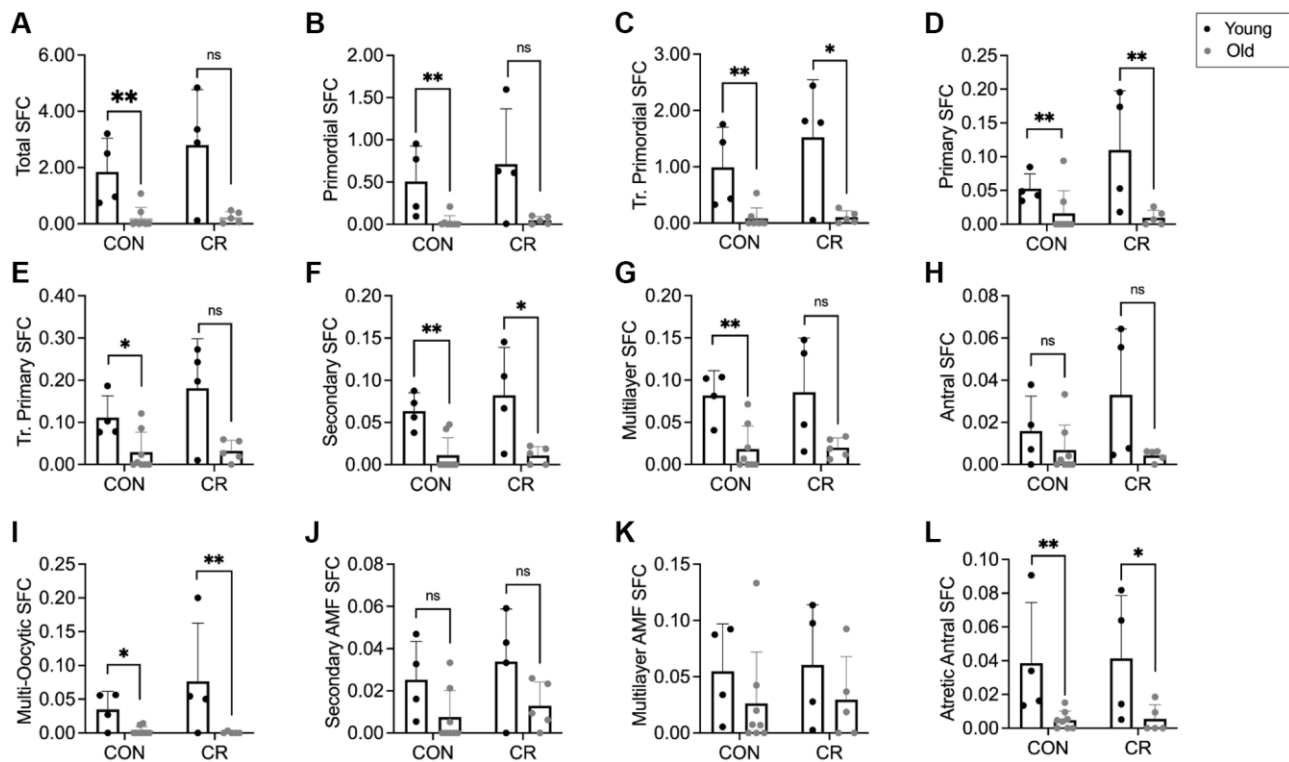 A
Total SFC
6.00
4.00
2.00
0.00
**
ns
CON
CR
B
Primordial SFC
2.00
1.50
1.00
0.50
0.00
**
ns
CON
CR
C
Tr. Primordial SFC
3.00
2.00
1.00
0.00
**
*
CON
CR
D
Primary SFC
0.25
0.20
0.15
0.10
0.05
0.00
**
**
CON
CR
Young
Old
E
Tr. Primary SFC
0.40
0.30
0.20
0.10
0.00
*
ns
CON
CR
F
Secondary SFC
0.20
0.15
0.10
0.05
0.00
**
*
CON
CR
G
Multilayer SFC
0.20
0.15
0.10
0.05
0.00
**
ns
CON
CR
H
Antral SFC
0.08
0.06
0.04
0.02
0.00
ns
ns
CON
CR
I
Multi-Oocytic SFC
0.25
0.20
0.15
0.10
0.05
0.00
*
**
CON
CR
J
Secondary AMF SFC
0.08
0.06
0.04
0.02
0.00
ns
ns
CON
CR
K
Multilayer AMF SFC
0.15
0.10
0.05
0.00
CON
CR
L
Atretic Antral SFC
0.10
0.08
0.06
0.04
0.02
0.00
**
*
CON
CR